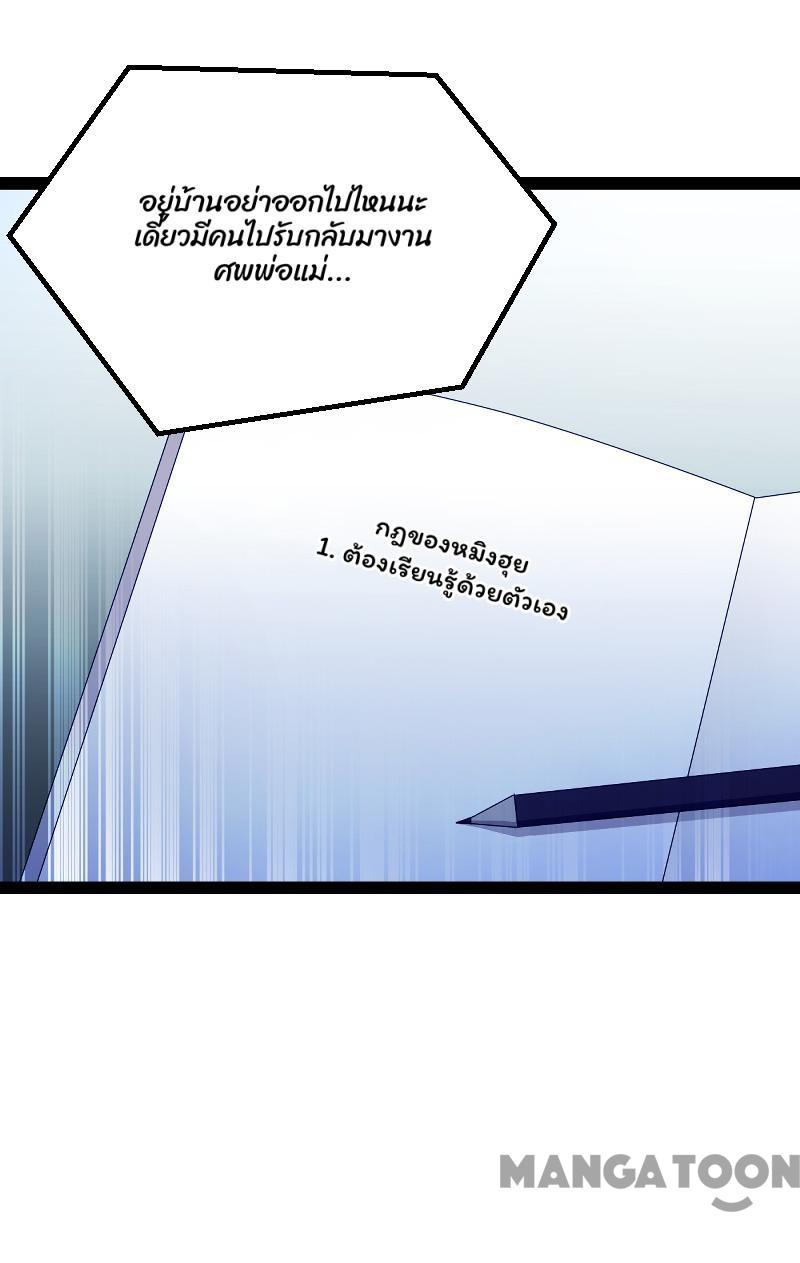 อยู่บ้านอย่าออกไปไหนนะ
เดี๋ยวมีคนไปรับกลับมางาน
ศพพ่อแม่...
กฎของหมิงฮุย
1. ต้องเรียนรู้ด้วยตัวเอง
MANGATOON